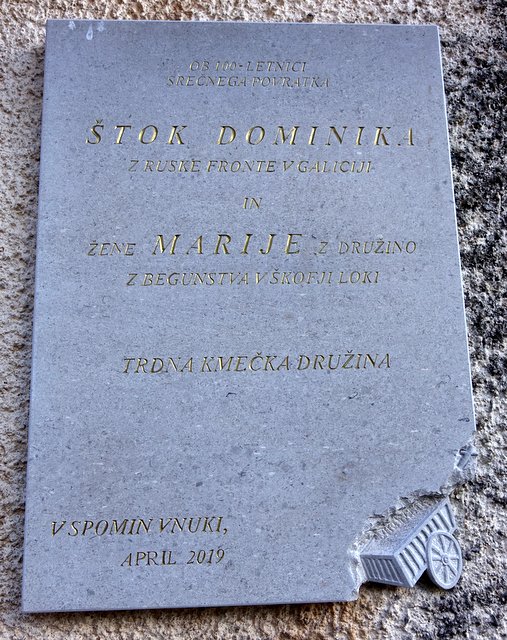 OB 100-LETNICI
SREČNEGA POVRATKA
ŠTOK DOMINIKA
Z RUSKE FRONTE V GALICIJI
IN
ŽENE MARIJE Z DRUŽINO
Z BEGUNSTVA V ŠKOFJI LOKI
TRDNA KMEČKA DRUŽINA
V SPOMIN VNUKI,
APRIL 2019